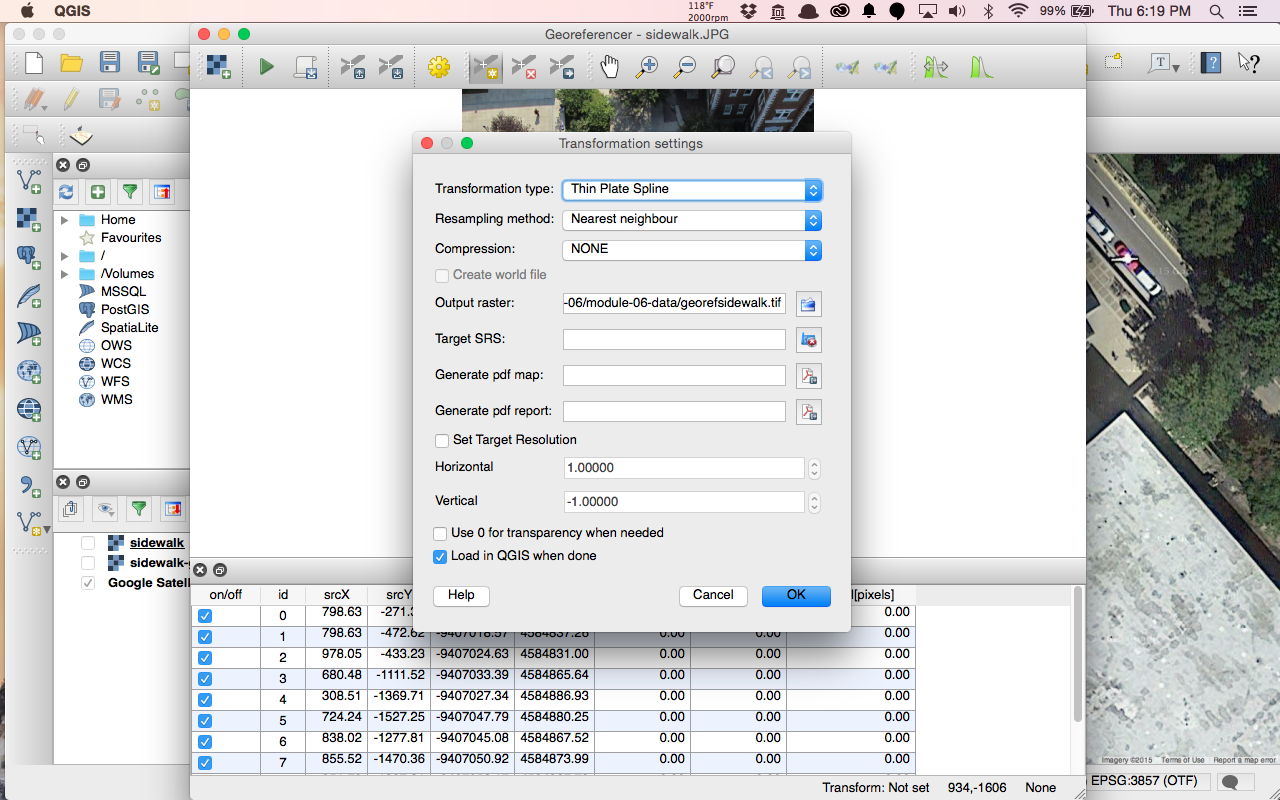 QGIS
118°F
2000rpm
99%
Thu 6:19 PM
Georeferencer - sidewalk.JPG
Transformation settings
Transformation type: Thin Plate Spline
Resampling method: Nearest neighbour
Compression: NONE
Create world file
Output raster: -06/module-06-data/georefsidewalk.tif
Target SRS:
Generate pdf map:
Generate pdf report:
Set Target Resolution
Horizontal 1.00000
Vertical -1.00000
Use 0 for transparency when needed
Load in QGIS when done
Help Cancel OK
Home
Favourites
/
/Volumes
MSSQL
PostGIS
SpatiaLite
OWS
WCS
WFS
WMS
sidewalk
sidewalk-
Google Satell
on/off id srcX srcY [pixels]
0 798.63 -271.3 0.00
1 798.63 -472.62 -9407018.57 4584837.26 0.00 0.00 0.00
2 978.05 -433.23 -9407024.63 4584831.00 0.00 0.00 0.00
3 680.48 -1111.52 -9407033.39 4584865.64 0.00 0.00 0.00
4 308.51 -1369.71 -9407027.34 4584886.93 0.00 0.00 0.00
5 724.24 -1527.25 -9407047.79 4584880.25 0.00 0.00 0.00
6 838.02 -1277.81 -9407045.08 4584867.52 0.00 0.00 0.00
7 855.52 -1470.36 -9407050.92 4584873.99 0.00 0.00 0.00
Transform: Not set 934,-1606 None
Imagery ©2015 Terms of Use Report a map error
EPSG:3857 (OTF)